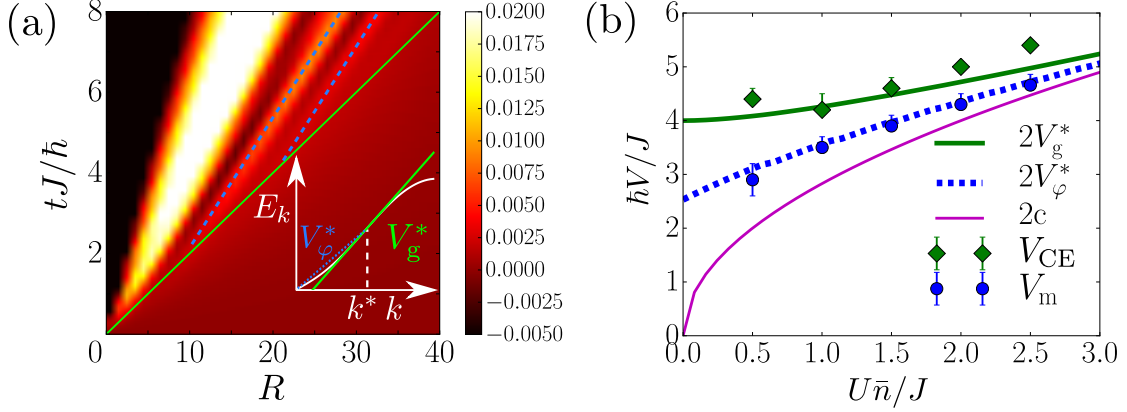 (a)
tJ/ħ
8
6
4
2
0
10
20
30
40
R
E_k
V*_φ
V*_g
k*
k
0.0200
0.0175
0.0150
0.0125
0.0100
0.0075
0.0050
0.0025
0.0000
−0.0025
−0.0050
(b)
ħV/J
6
5
4
3
2
1
0
0.0
0.5
1.0
1.5
2.0
2.5
3.0
Un̄/J
2V*_g
2V*_φ
2c
V_CE
V_m